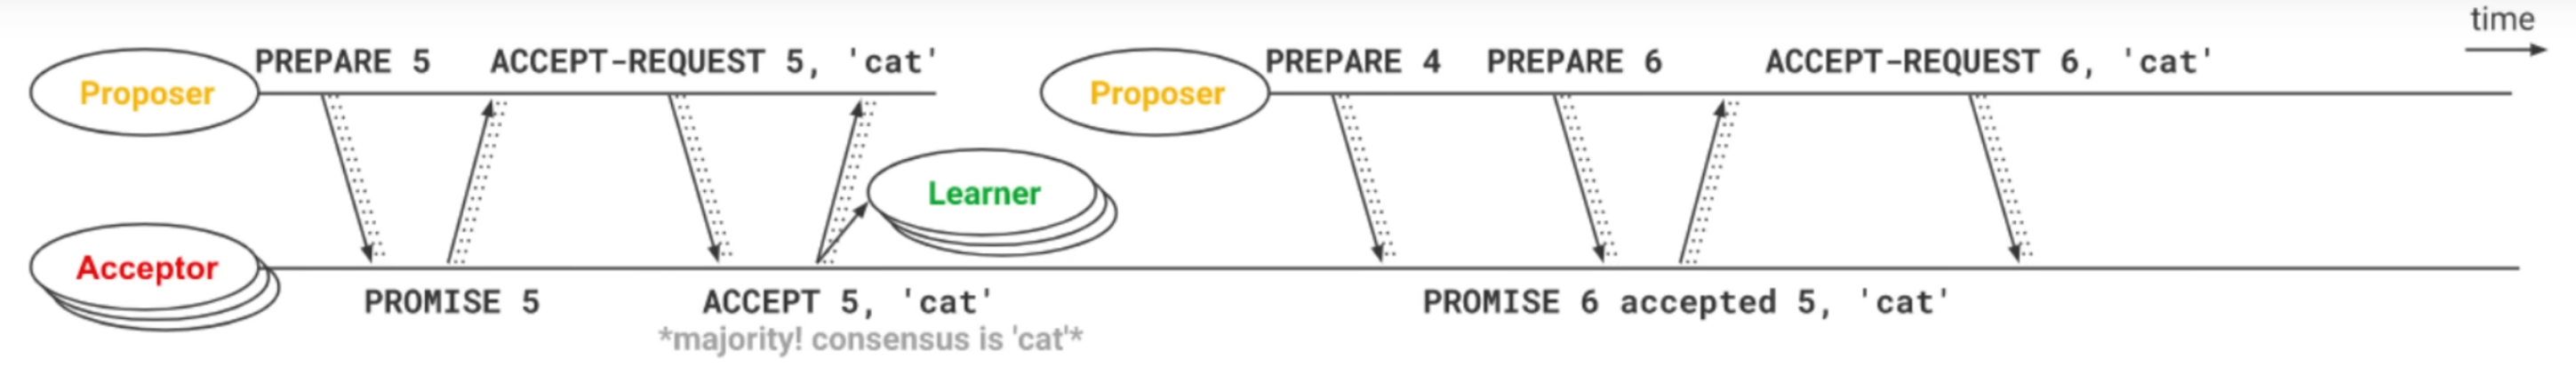 time
PREPARE 5
ACCEPT-REQUEST 5, 'cat'
PREPARE 4
PREPARE 6
ACCEPT-REQUEST 6, 'cat'
Proposer
Proposer
Learner
Acceptor
PROMISE 5
ACCEPT 5, 'cat'
PROMISE 6 accepted 5, 'cat'
*majority! consensus is 'cat'*